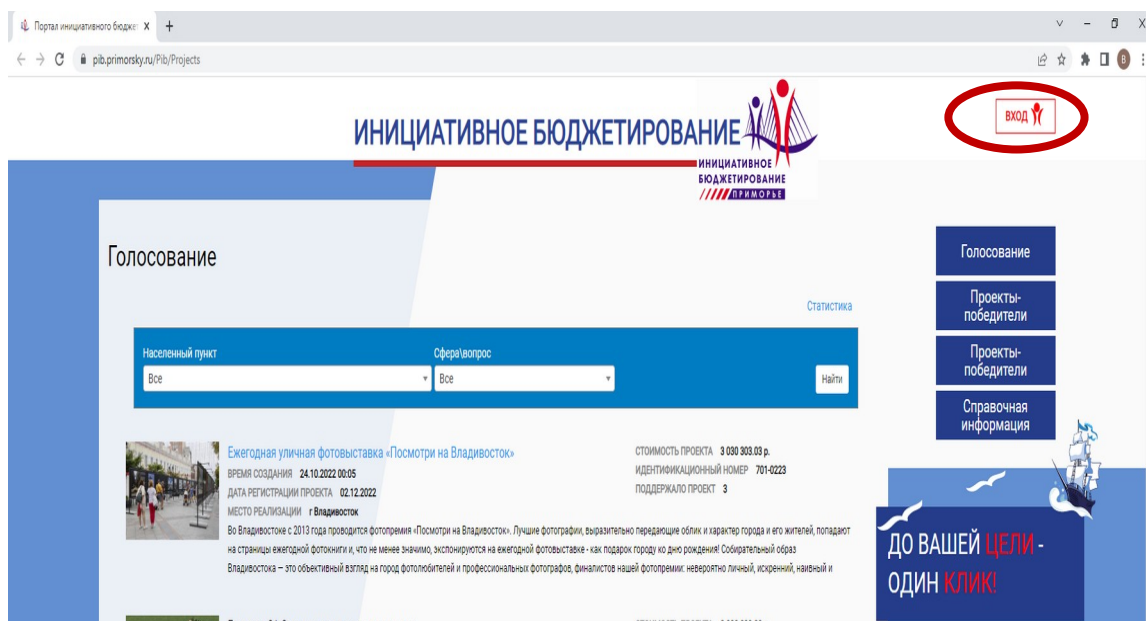 Портал инициативного бюджет
pib.primorsky.ru/Pib/Projects
В
ИНИЦИАТИВНОЕ БЮДЖЕТИРОВАНИЕ
ИНИЦИАТИВНОЕ
БЮДЖЕТИРОВАНИЕ
ПРИМОРЬЕ
ВХОД
Голосование
Статистика
Населенный пункт
Сфера\вопрос
Все
Все
Найти
Голосование
Проекты-
победители
Проекты-
победители
Справочная
информация
Ежегодная уличная фотовыставка «Посмотри на Владивосток»
ВРЕМЯ СОЗДАНИЯ 24.10.2022 00:05
ДАТА РЕГИСТРАЦИИ ПРОЕКТА 02.12.2022
МЕСТО РЕАЛИЗАЦИИ г Владивосток
СТОИМОСТЬ ПРОЕКТА 3 030 303.03 р.
ИДЕНТИФИКАЦИОННЫЙ НОМЕР 701-0223
ПОДДЕРЖАЛО ПРОЕКТ 3
Во Владивостоке с 2013 года проводится фотопремия «Посмотри на Владивосток». Лучшие фотографии, выразительно передающие облик и характер города и его жителей, попадают
на страницы ежегодной фотокниги и, что не менее значимо, экспонируются на ежегодной фотовыставке - как подарок городу ко дню рождения! Собирательный образ
Владивостока – это объективный взгляд на город фотолюбителей и профессиональных фотографов, финалистов нашей фотопремии: невероятно личный, искренний, наивный и
ДО ВАШЕЙ ЦЕЛИ -
ОДИН КЛИК!